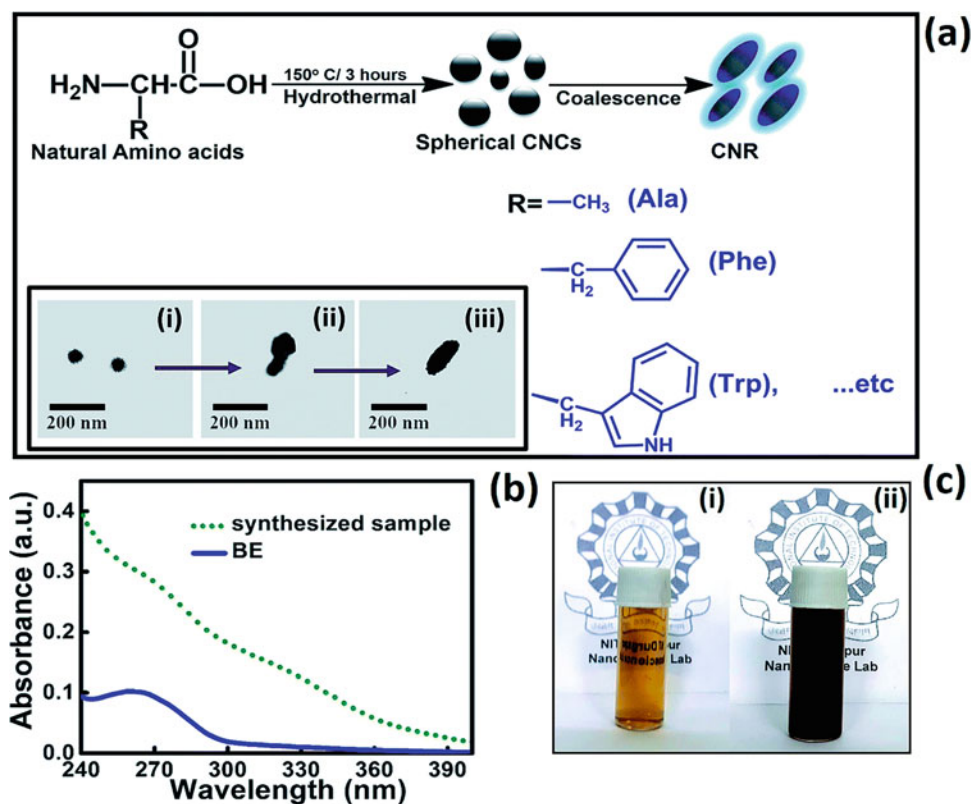 (a)
H₂N—CH—C—OH
O
R
Natural Amino acids
150° C/ 3 hours
Hydrothermal
Spherical CNCs
Coalescence
CNR
R= —CH₃ (Ala)
C
H₂
(Phe)
C
H₂
NH
(Trp), ...etc
(i)
200 nm
(ii)
200 nm
(iii)
200 nm
(b)
Absorbance (a.u.)
0.4
0.3
0.2
0.1
0.0
synthesized sample
BE
240 270 300 330 360 390
Wavelength (nm)
(c)
(i)
NIT Durgapur
Lab
(ii)
NIT pur
Nano Lab